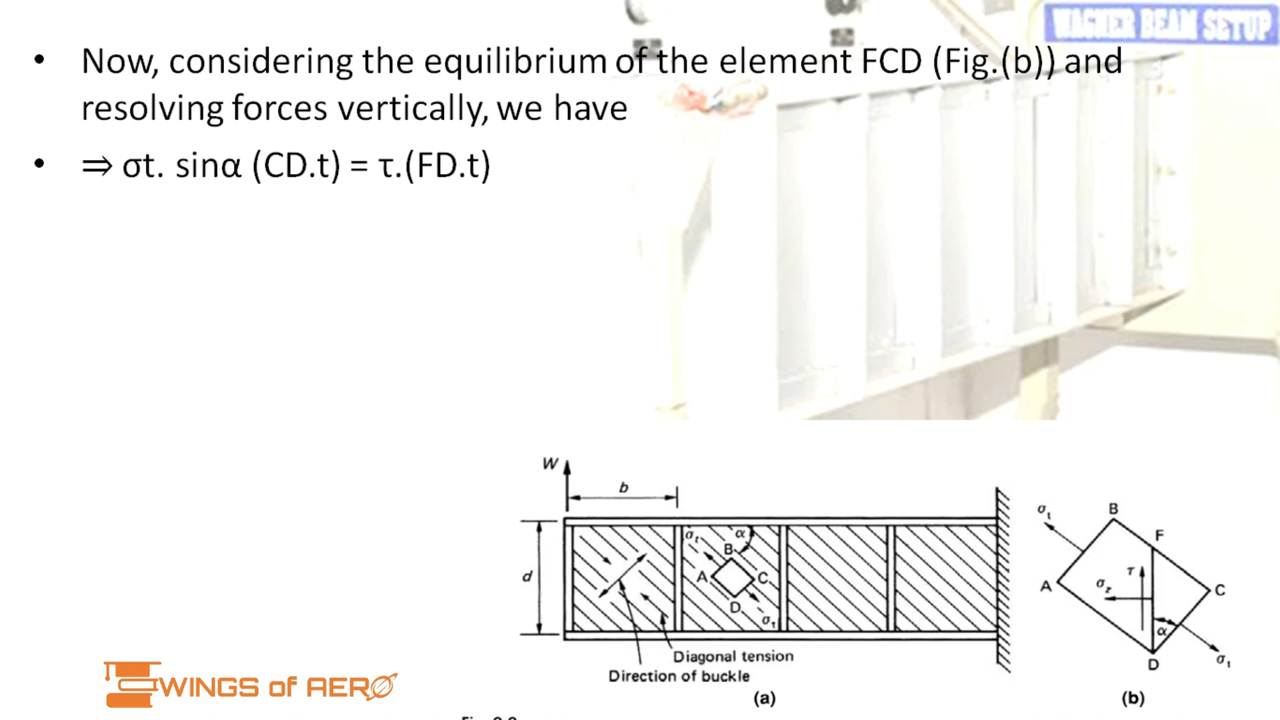 WAGNER BEAM SETUP
• Now, considering the equilibrium of the element FCD (Fig.(b)) and
resolving forces vertically, we have
• ⇒ σt. sinα (CD.t) = τ.(FD.t)
W
b
d
σt
α
B
A
C
D
σt
Diagonal tension
Direction of buckle
(a)
σt
B
F
τ
A
σz
C
α
D
σt
(b)
WINGS of AERO